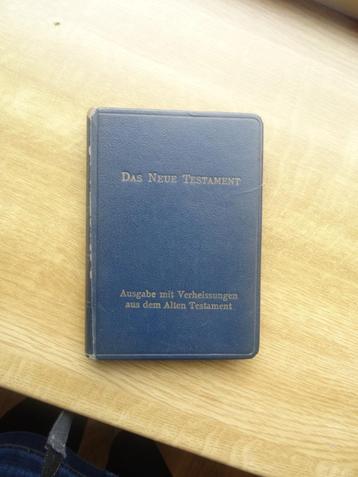 Das Neue Testament
Ausgabe mit Verheissungen
aus dem Alten Testament